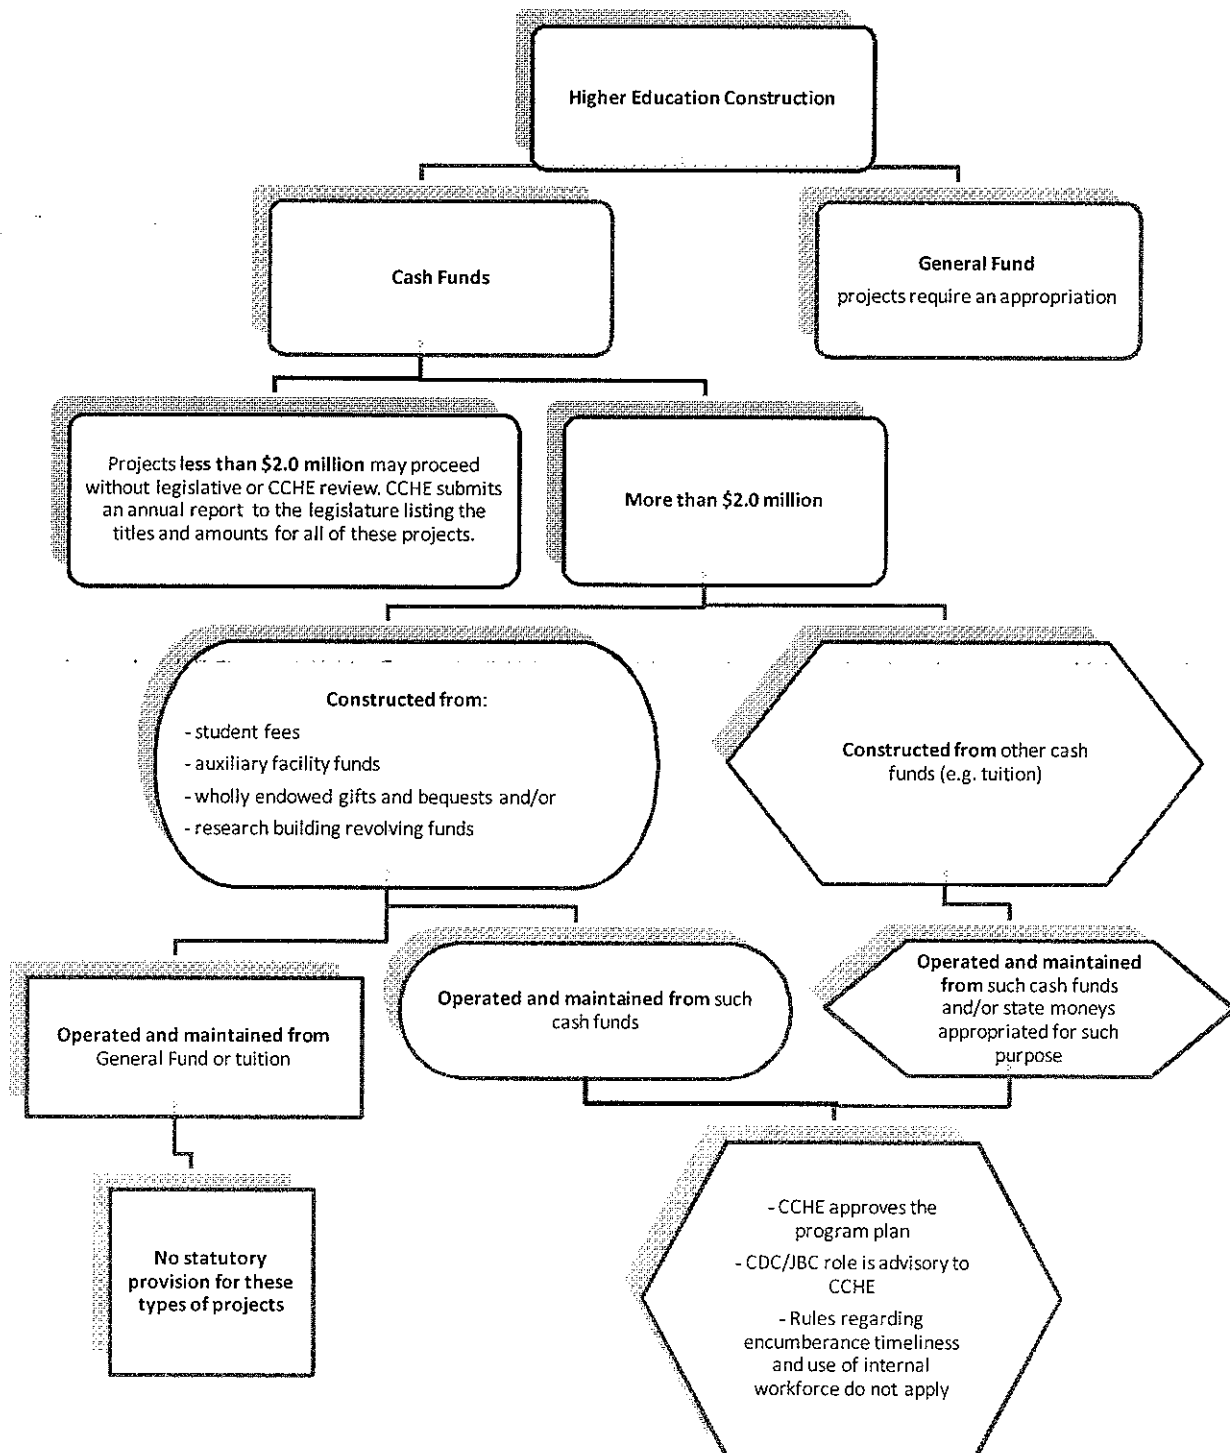 Higher Education Construction
Cash Funds
General Fund
projects require an appropriation
Projects less than $2.0 million may proceed
without legislative or CCHE review. CCHE submits
an annual report to the legislature listing the
titles and amounts for all of these projects.
More than $2.0 million
Constructed from:
- student fees
- auxiliary facility funds
- wholly endowed gifts and bequests and/or
- research building revolving funds
Constructed from other cash
funds (e.g. tuition)
Operated and maintained from
General Fund or tuition
Operated and maintained from such
cash funds
Operated and maintained
from such cash funds
and/or state moneys
appropriated for such
purpose
No statutory
provision for these
types of projects
- CCHE approves the
program plan
- CDC/JBC role is advisory to
CCHE
- Rules regarding
encumberance timeliness
and use of internal
workforce do not apply